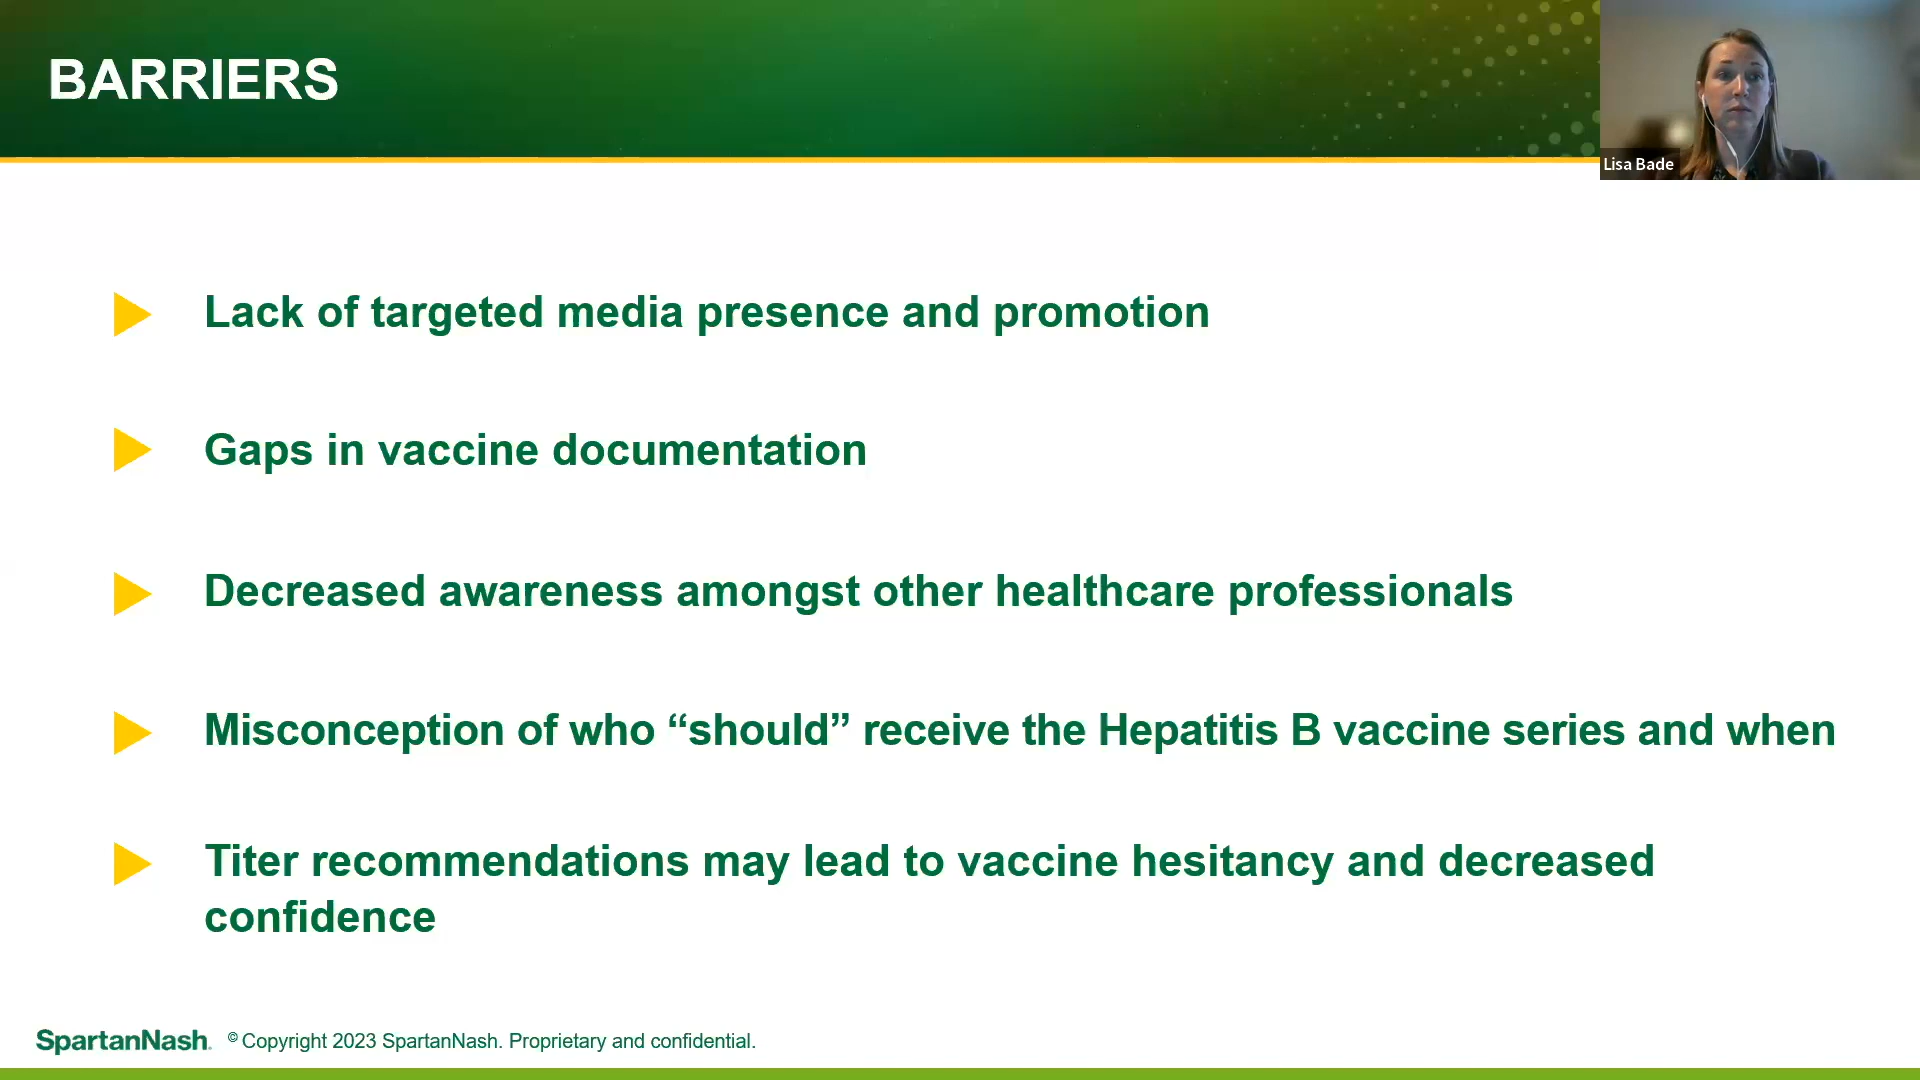 BARRIERS
Lisa Bade
Lack of targeted media presence and promotion
Gaps in vaccine documentation
Decreased awareness amongst other healthcare professionals
Misconception of who “should” receive the Hepatitis B vaccine series and when
Titer recommendations may lead to vaccine hesitancy and decreased
confidence
SpartanNash. © Copyright 2023 SpartanNash. Proprietary and confidential.